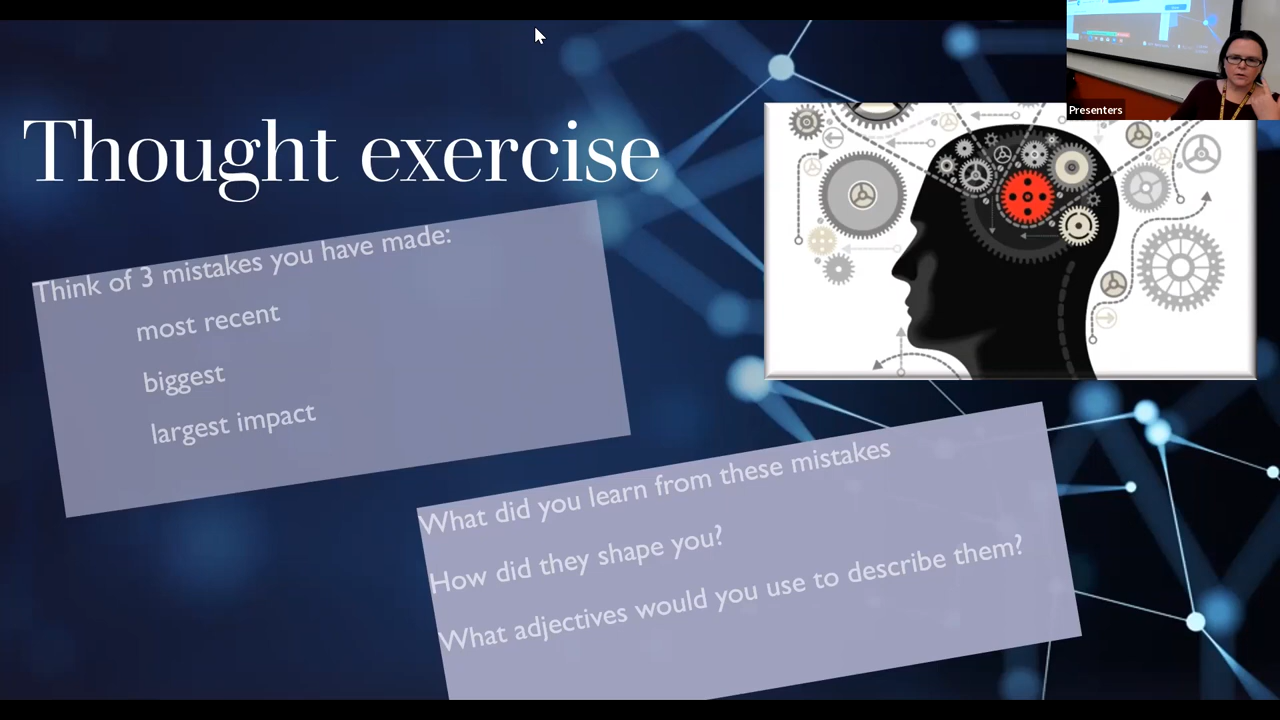 Presenters
Thought exercise
Think of 3 mistakes you have made:
most recent
biggest
largest impact
What did you learn from these mistakes
How did they shape you?
What adjectives would you use to describe them?